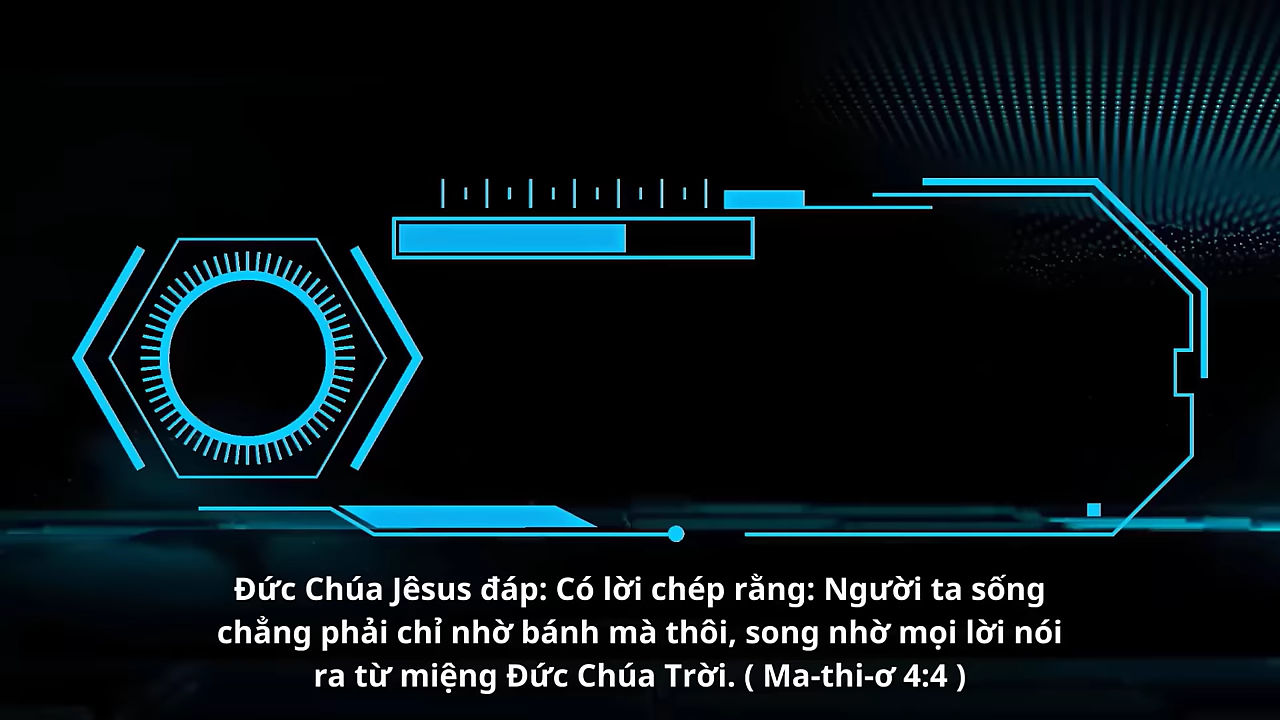 Đức Chúa Jêsus đáp: Có lời chép rằng: Người ta sống
chẳng phải chỉ nhờ bánh mà thôi, song nhờ mọi lời nói
ra từ miệng Đức Chúa Trời. ( Ma-thi-ơ 4:4 )